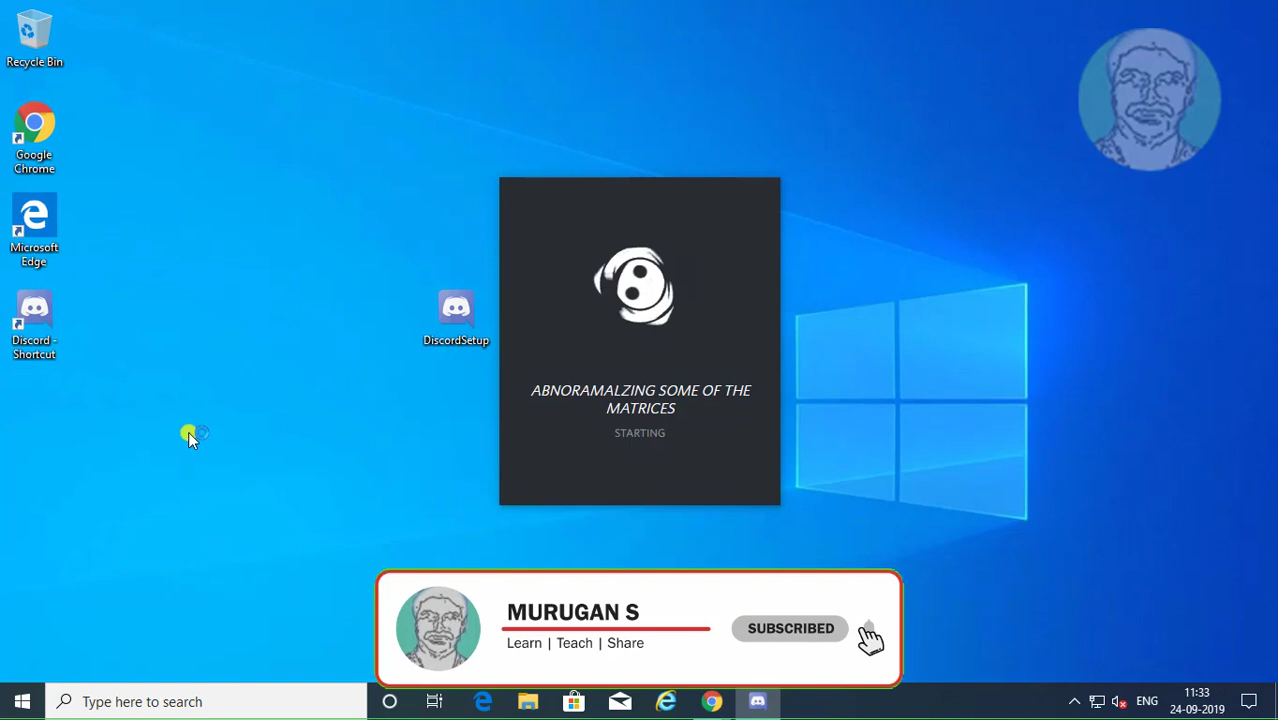 Recycle Bin
Google
Chrome
Microsoft
Edge
Discord -
Shortcut
DiscordSetup
ABNORAMALZING SOME OF THE
MATRICES
STARTING
MURUGAN S
Learn | Teach | Share
SUBSCRIBED
Type here to search
ENG
11:33
24-09-2019